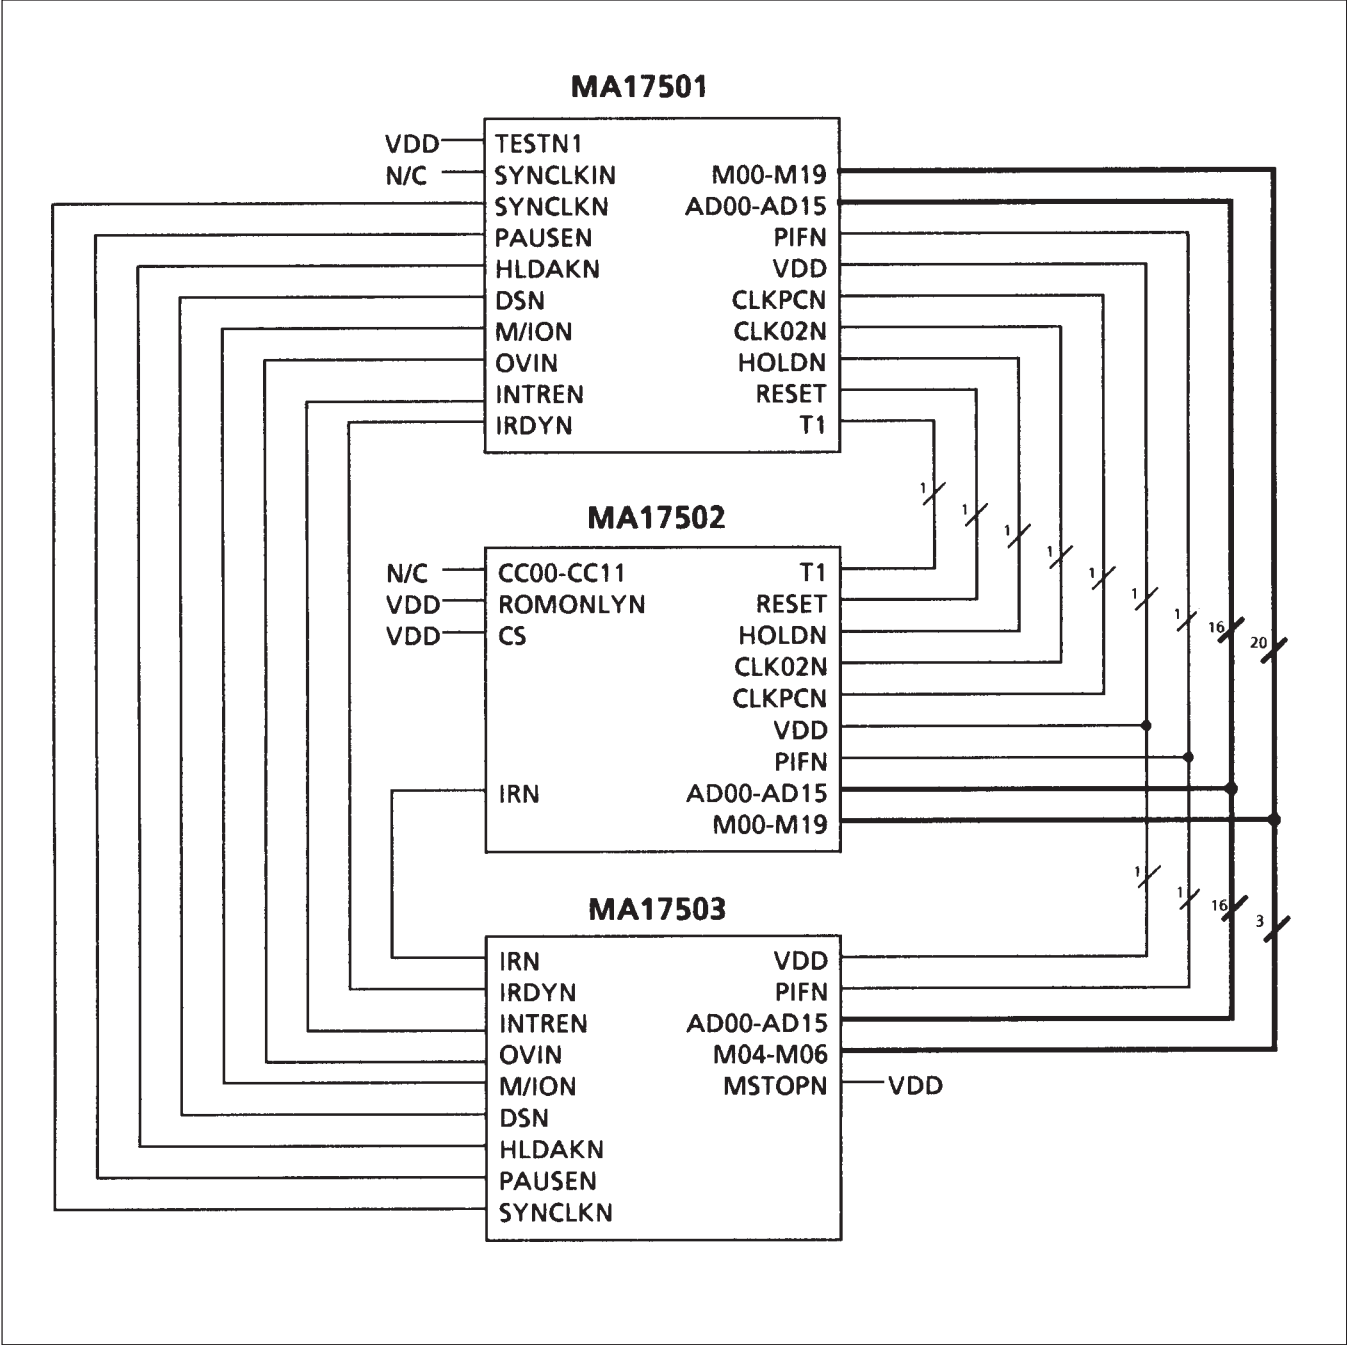 MA17501
VDD TESTN1
N/C SYNCLKIN M00-M19
SYNCLKN AD00-AD15
PAUSEN PIFN
HLDAKN VDD
DSN CLKPCN
M/ION CLK02N
OVIN HOLDN
INTREN RESET
IRDYN T1
1
1
MA17502
1
1
N/C CC00-CC11 T1
1
VDD ROMONLYN RESET
1
1
VDD CS HOLDN
16
20
CLK02N
CLKPCN
VDD
PIFN
IRN AD00-AD15
M00-M19
1
1
MA17503
16
3
IRN VDD
IRDYN PIFN
INTREN AD00-AD15
OVIN M04-M06
M/ION MSTOPN VDD
DSN
HLDAKN
PAUSEN
SYNCLKN